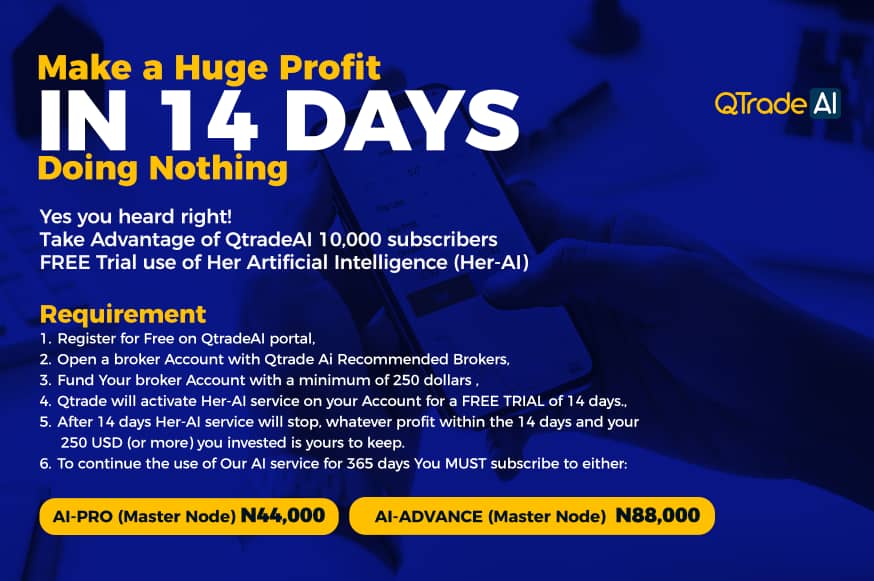 Make a Huge Profit
IN 14 DAYS
Doing Nothing
QTrade AI
Yes you heard right!
Take Advantage of QtradeAI 10,000 subscribers
FREE Trial use of Her Artificial Intelligence (Her-AI)
Requirement
1. Register for Free on QtradeAI portal,
2. Open a broker Account with Qtrade Ai Recommended Brokers,
3. Fund Your broker Account with a minimum of 250 dollars ,
4. Qtrade will activate Her-AI service on your Account for a FREE TRIAL of 14 days.,
5. After 14 days Her-AI service will stop, whatever profit within the 14 days and your
250 USD (or more) you invested is yours to keep.
6. To continue the use of Our AI service for 365 days You MUST subscribe to either:
AI-PRO (Master Node) N44,000
AI-ADVANCE (Master Node) N88,000